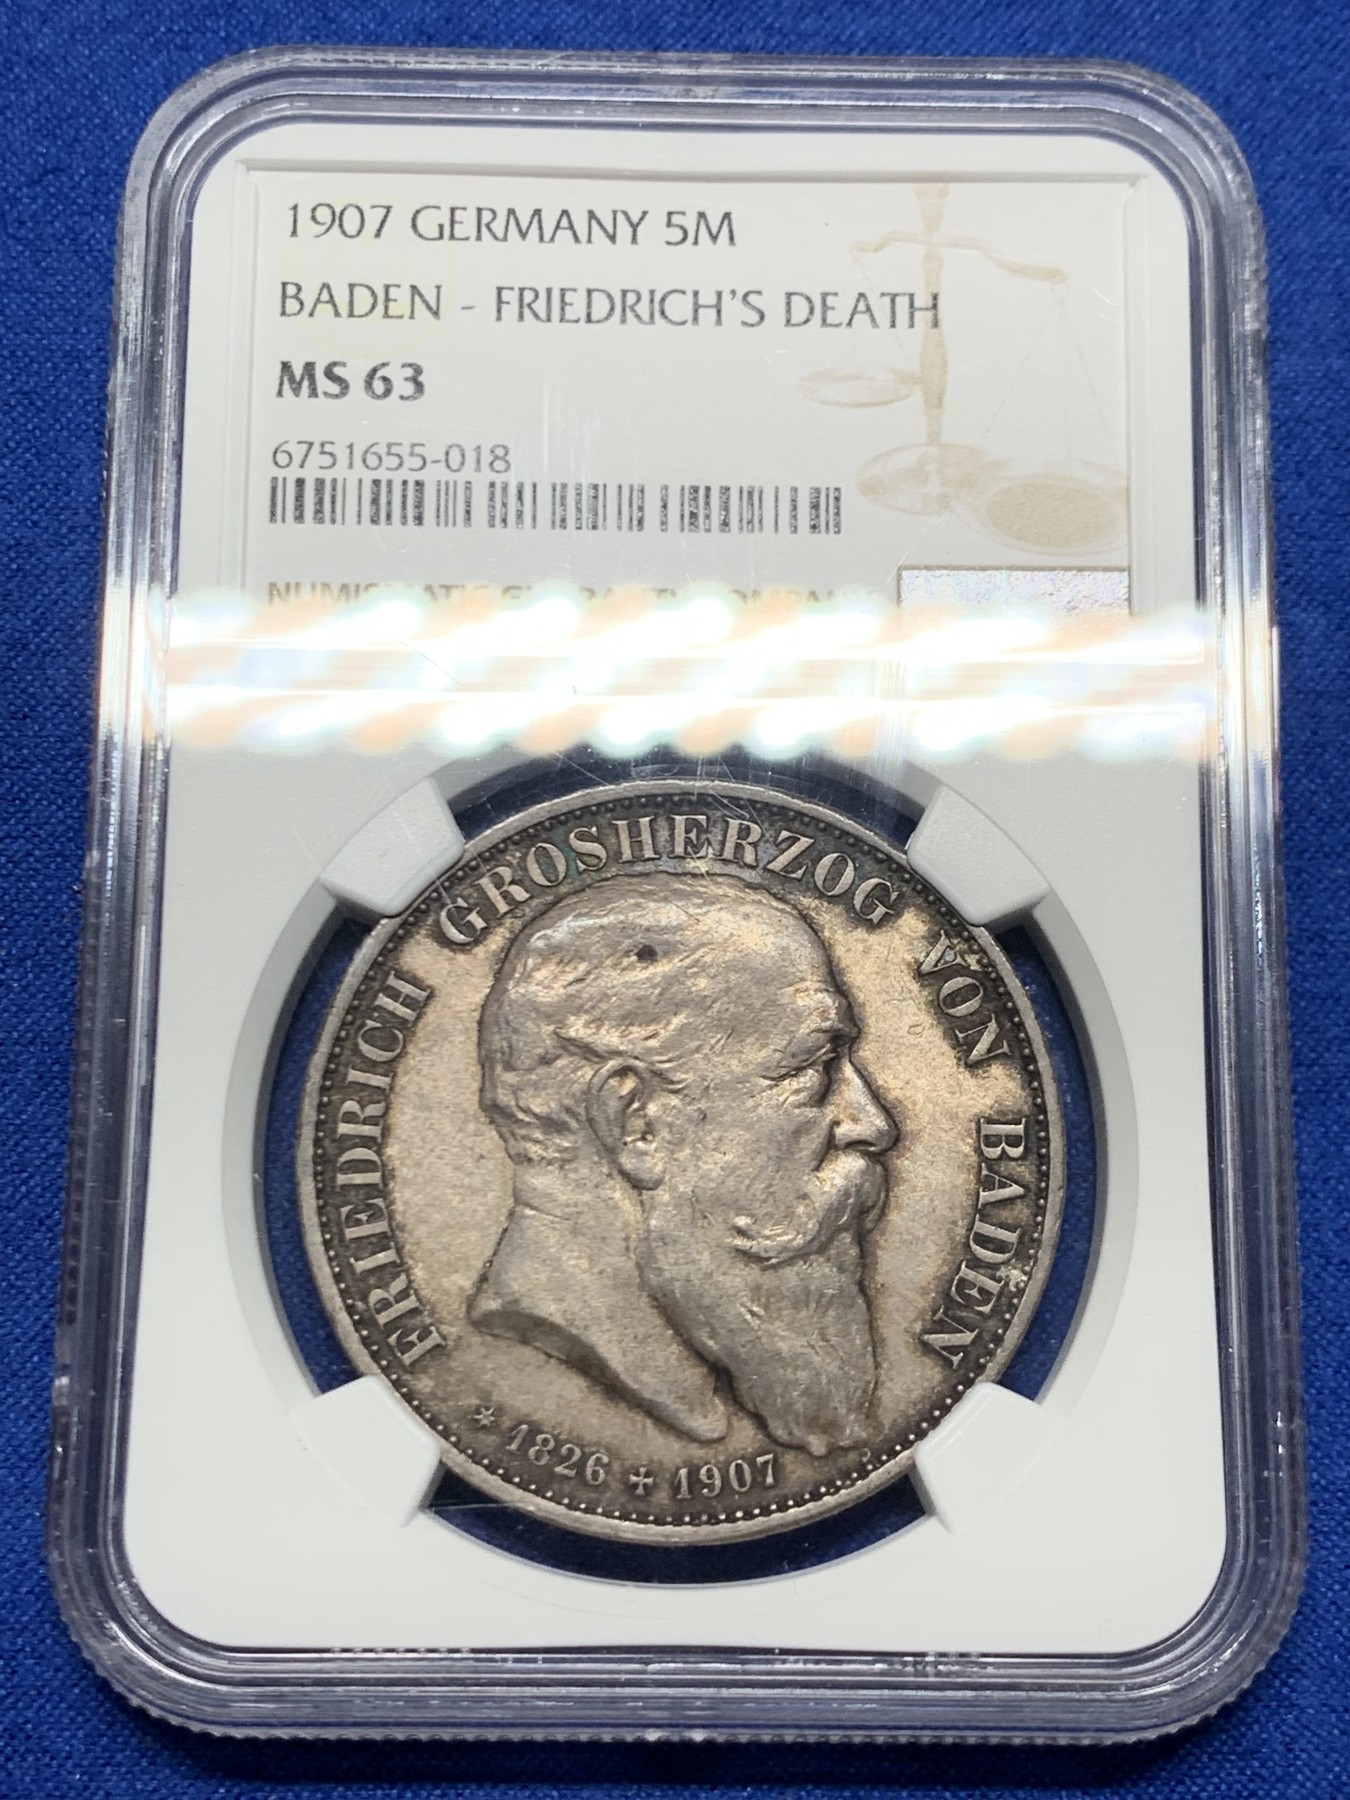 1907 GERMANY 5M
BADEN - FRIEDRICH'S DEATH
MS 63
6751655-018
FRIEDRICH GROSHERZOG VON BADEN
* 1826 ✝ 1907